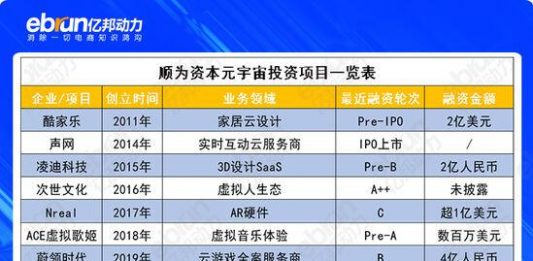 ebrun亿邦动力
消除一切电商知识鸿沟
顺为资本元宇宙投资项目一览表
企业/项目 创立时间 业务领域 最近融资轮次 融资金额
酷家乐 2011年 家居云设计 Pre-IPO 2亿美元
声网 2014年 实时互动云服务商 IPO上市 /
凌迪科技 2015年 3D设计SaaS Pre-B 2亿人民币
次世文化 2016年 虚拟人生态 A++ 未披露
Nreal 2017年 AR硬件 C 超1亿美元
ACE虚拟歌姬 2018年 虚拟音乐体验 Pre-A 数百万美元
蔚领时代 2019年 云游戏全案服务商 B 4亿人民币